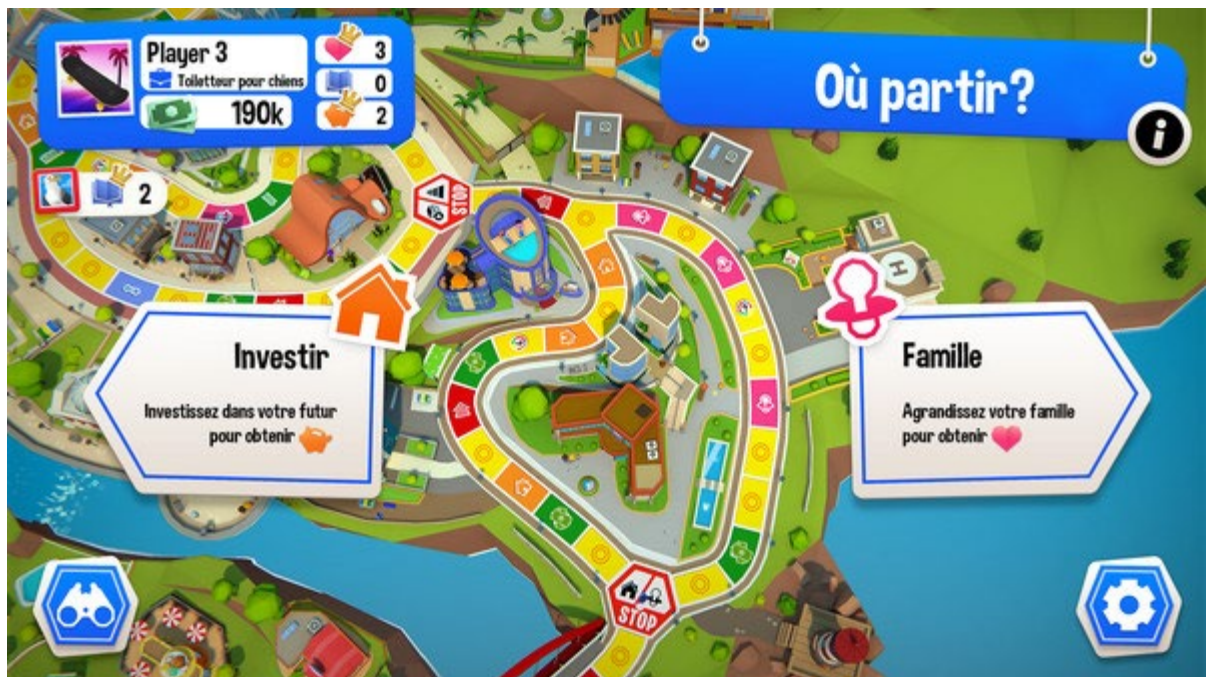 Player 3
Toiletteur pour chiens
190k
3
0
2
2
Où partir?
i
STOP
H
Investir
Investissez dans votre futur
pour obtenir
Famille
Agrandissez votre famille
pour obtenir
STOP